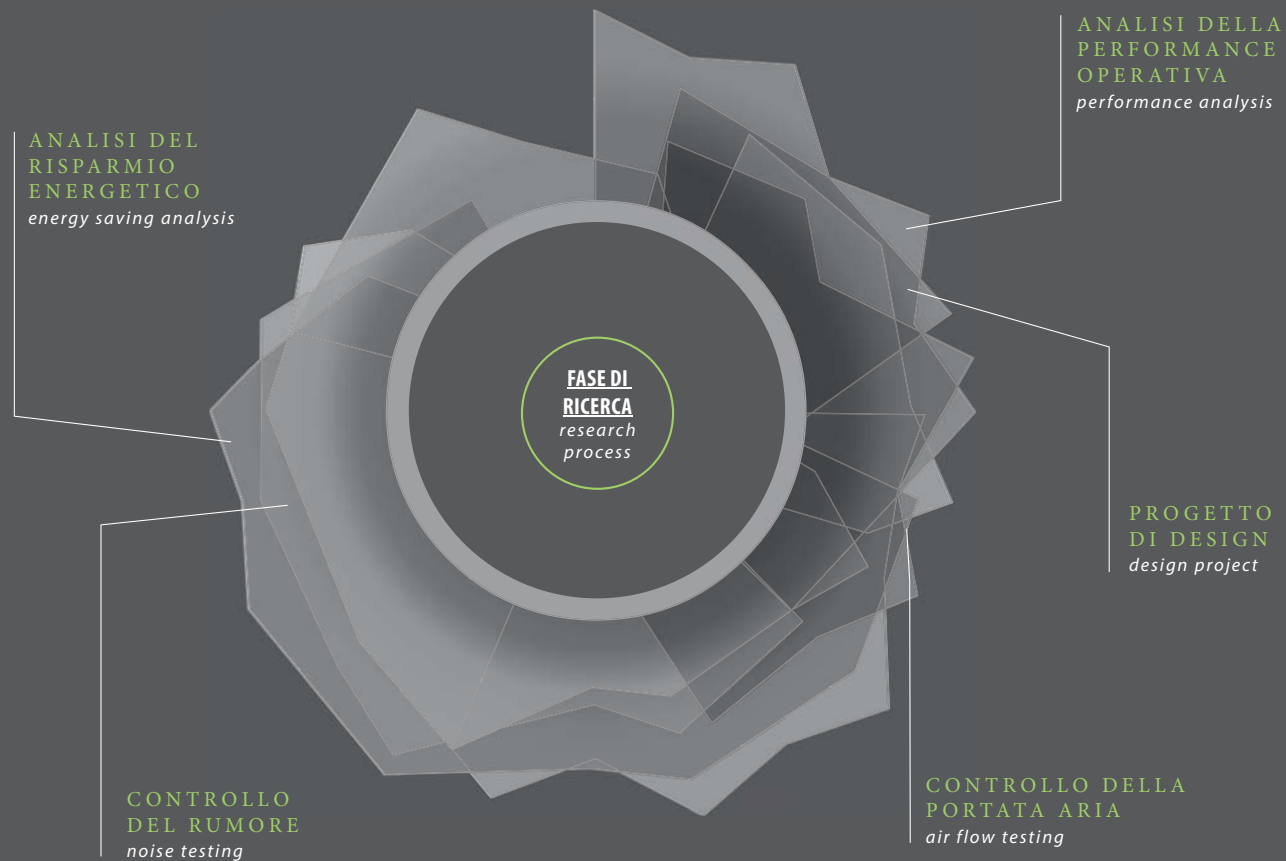 ANALISI DELLA
PERFORMANCE
OPERATIVA
performance analysis
ANALISI DEL
RISPARMIO
ENERGETICO
energy saving analysis
FASE DI
RICERCA
research
process
PROGETTO
DI DESIGN
design project
CONTROLLO
DEL RUMORE
noise testing
CONTROLLO DELLA
PORTATA ARIA
air flow testing